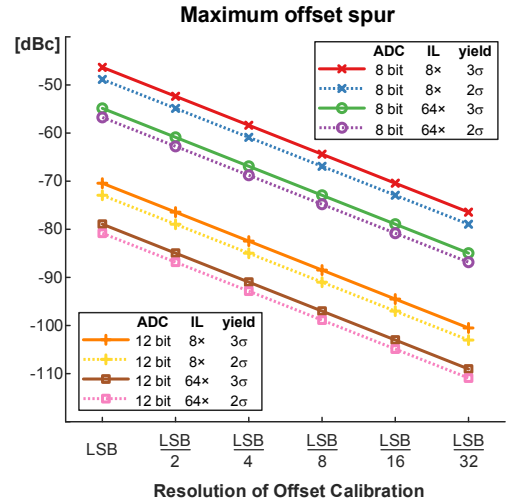 Maximum offset spur
[dBc]
ADC IL yield
8 bit 8× 3σ
8 bit 8× 2σ
8 bit 64× 3σ
8 bit 64× 2σ
-50
-60
-70
-80
-90
-100
-110
ADC IL yield
12 bit 8× 3σ
12 bit 8× 2σ
12 bit 64× 3σ
12 bit 64× 2σ
LSB
LSB
2
LSB
4
LSB
8
LSB
16
LSB
32
Resolution of Offset Calibration